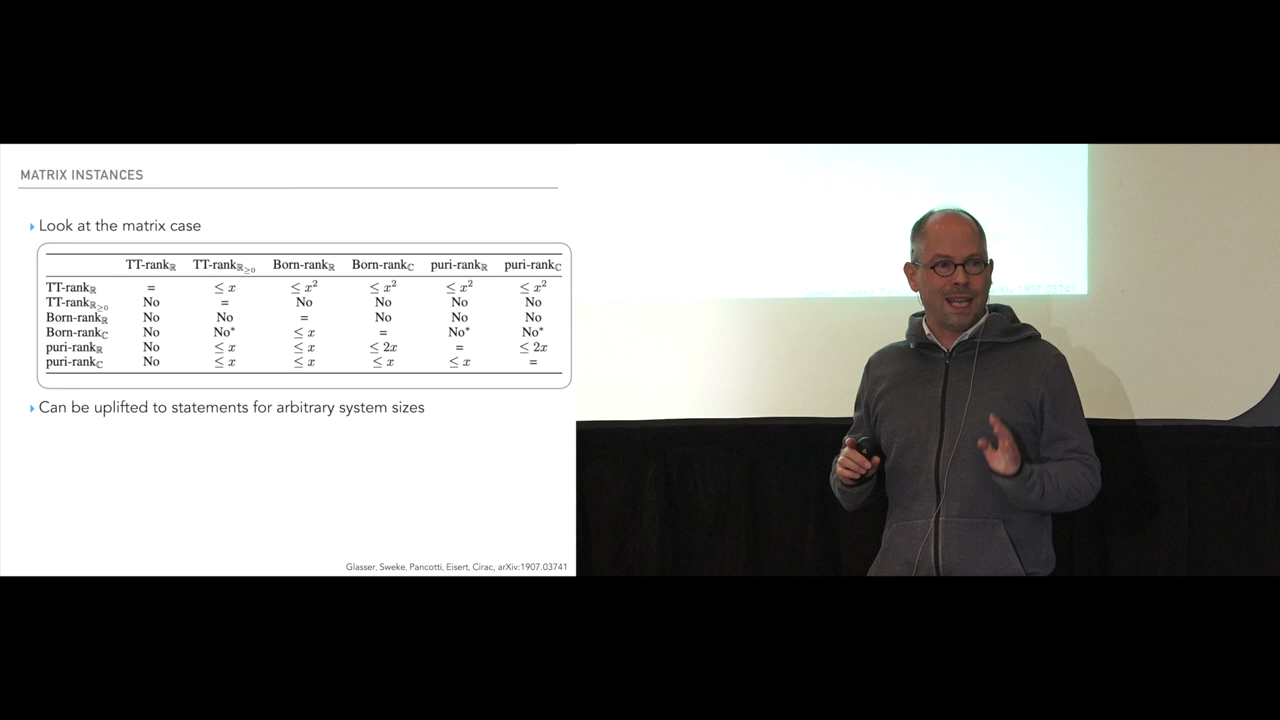 MATRIX INSTANCES
Look at the matrix case
TT-rankℝ TT-rankℝ≥0 Born-rankℝ Born-rankℂ puri-rankℝ puri-rankℂ
TT-rankℝ = ≤ x ≤ x² ≤ x² ≤ x² ≤ x²
TT-rankℝ≥0 No = No No No No
Born-rankℝ No No = No No No
Born-rankℂ No No* ≤ x = No* No*
puri-rankℝ No ≤ x ≤ x ≤ 2x = ≤ 2x
puri-rankℂ No ≤ x ≤ x ≤ x ≤ x =
Can be uplifted to statements for arbitrary system sizes
Glasser, Sweke, Pancotti, Eisert, Cirac, arXiv:1907.03741